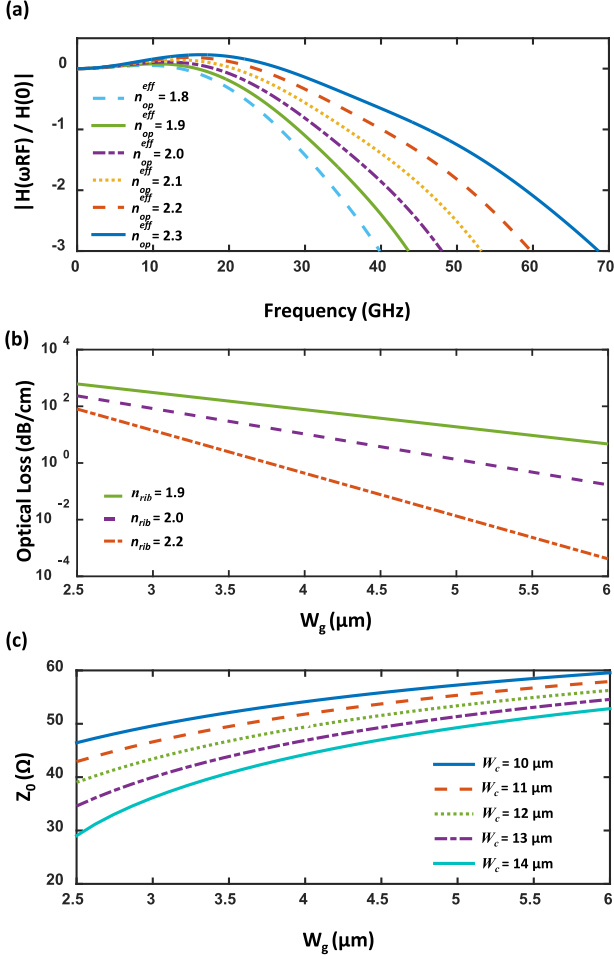 (a)
|H(ωRF) / H(0)|
0
-1
-2
-3
n_op^eff = 1.8
n_op^eff = 1.9
n_op^eff = 2.0
n_op^eff = 2.1
n_op^eff = 2.2
n_op^eff = 2.3
0 10 20 30 40 50 60 70
Frequency (GHz)
(b)
Optical Loss (dB/cm)
10^4
10^2
10^0
10^-2
10^-4
n_rib = 1.9
n_rib = 2.0
n_rib = 2.2
2.5 3 3.5 4 4.5 5 5.5 6
W_g (µm)
(c)
Z_0 (Ω)
60
50
40
30
20
W_c = 10 µm
W_c = 11 µm
W_c = 12 µm
W_c = 13 µm
W_c = 14 µm
2.5 3 3.5 4 4.5 5 5.5 6
W_g (µm)